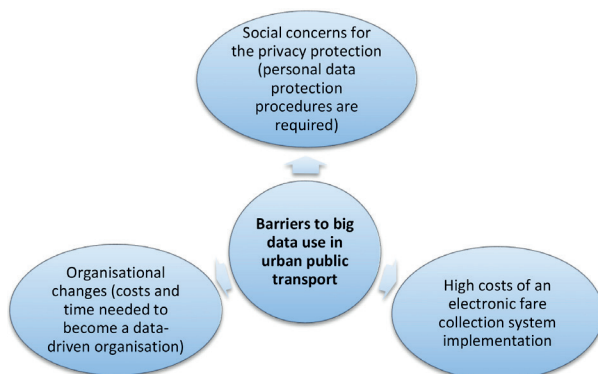 Social concerns for
the privacy protection
(personal data
protection
procedures are
required)
Barriers to big
data use in
urban public
transport
Organisational
changes (costs and
time needed to
become a data-
driven organisation)
High costs of an
electronic fare
collection system
implementation